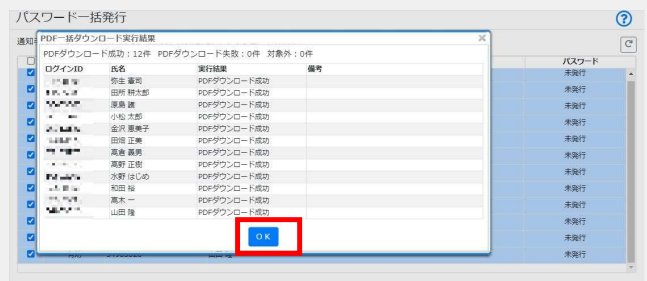 パスワード一括発行
PDF一括ダウンロード実行結果
PDFダウンロード成功：12件 PDFダウンロード失敗：0件 対象外：0件
パスワード
ログインID 氏名 実行結果 備考
弥生 憲司 PDFダウンロード成功 未発行
田所 耕太郎 PDFダウンロード成功 未発行
原島 PDFダウンロード成功 未発行
小松 太郎 PDFダウンロード成功 未発行
金沢 恵美子 PDFダウンロード成功 未発行
田畑 正美 PDFダウンロード成功 未発行
高倉 義男 PDFダウンロード成功 未発行
高野 正樹 PDFダウンロード成功 未発行
水野 はじめ PDFダウンロード成功 未発行
和田 裕 PDFダウンロード成功 未発行
高木 一 PDFダウンロード成功 未発行
山田 隆 PDFダウンロード成功 未発行
OK